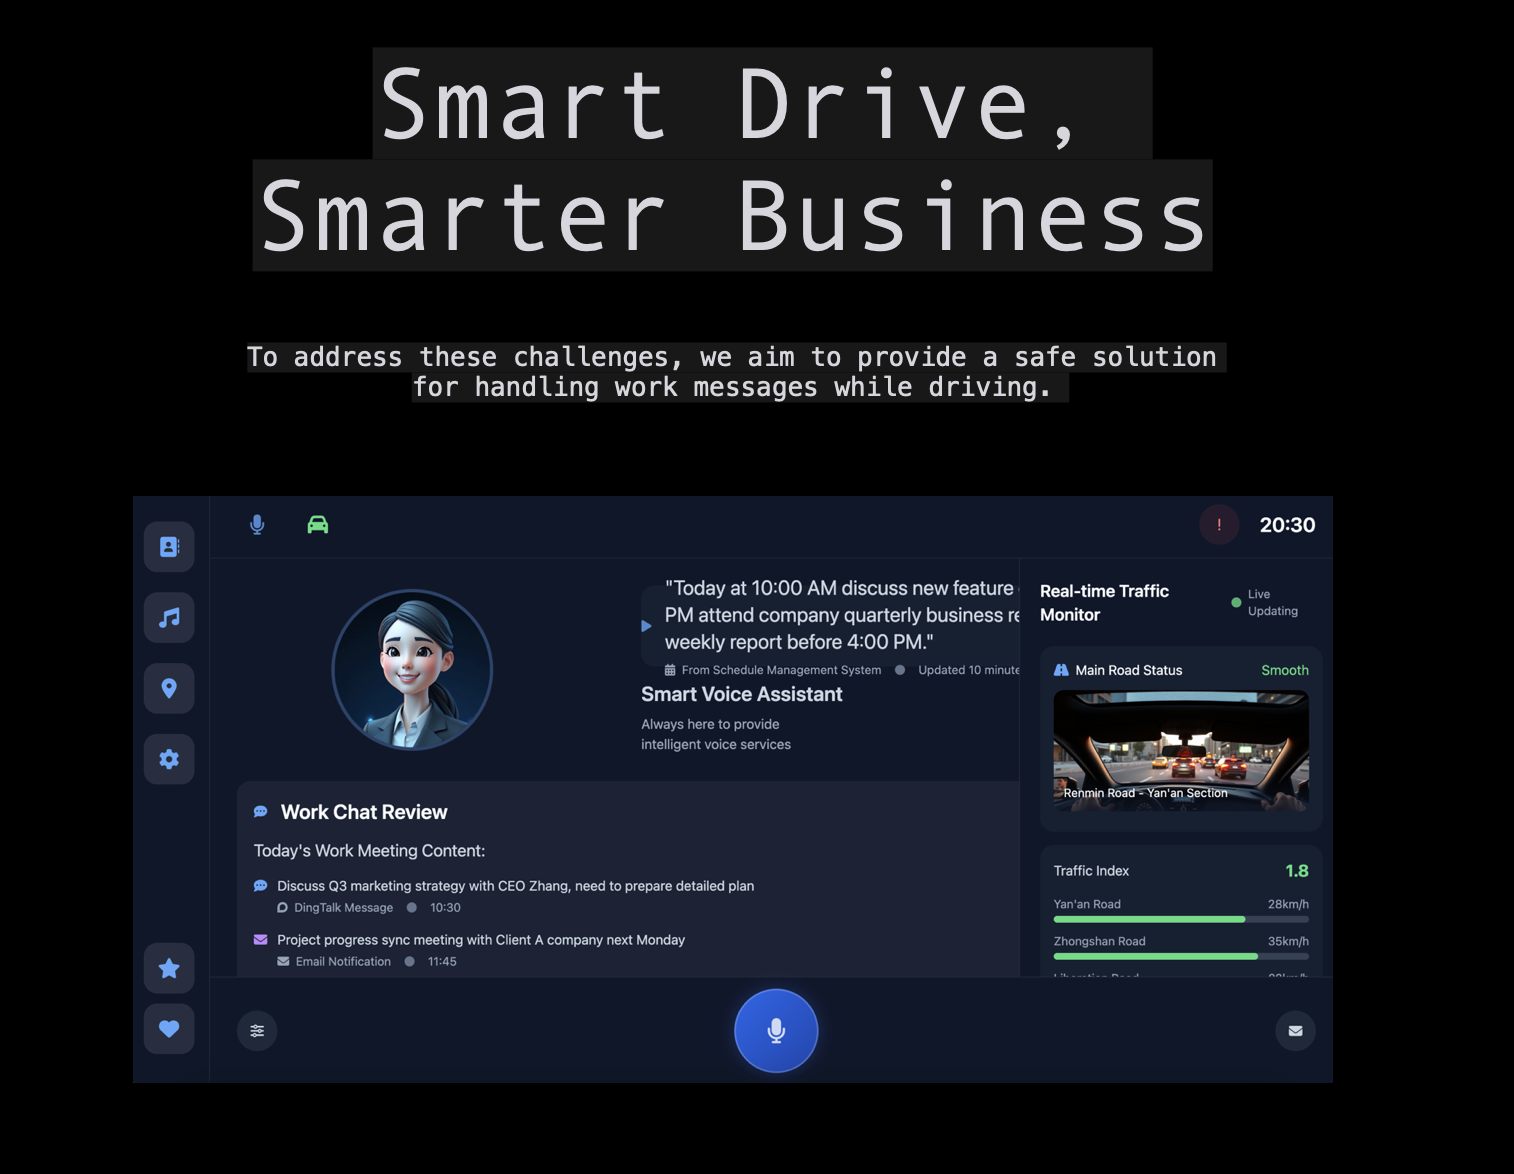 Smart Drive,
Smarter Business
To address these challenges, we aim to provide a safe solution
for handling work messages while driving.
!
20:30
"Today at 10:00 AM discuss new feature
PM attend company quarterly business re
weekly report before 4:00 PM."
From Schedule Management System
Updated 10 minute
Smart Voice Assistant
Always here to provide
intelligent voice services
Work Chat Review
Today's Work Meeting Content:
Discuss Q3 marketing strategy with CEO Zhang, need to prepare detailed plan
DingTalk Message
10:30
Project progress sync meeting with Client A company next Monday
Email Notification
11:45
Real-time Traffic
Monitor
Live
Updating
Main Road Status
Smooth
Renmin Road - Yan'an Section
Traffic Index
1.8
Yan'an Road
28km/h
Zhongshan Road
35km/h